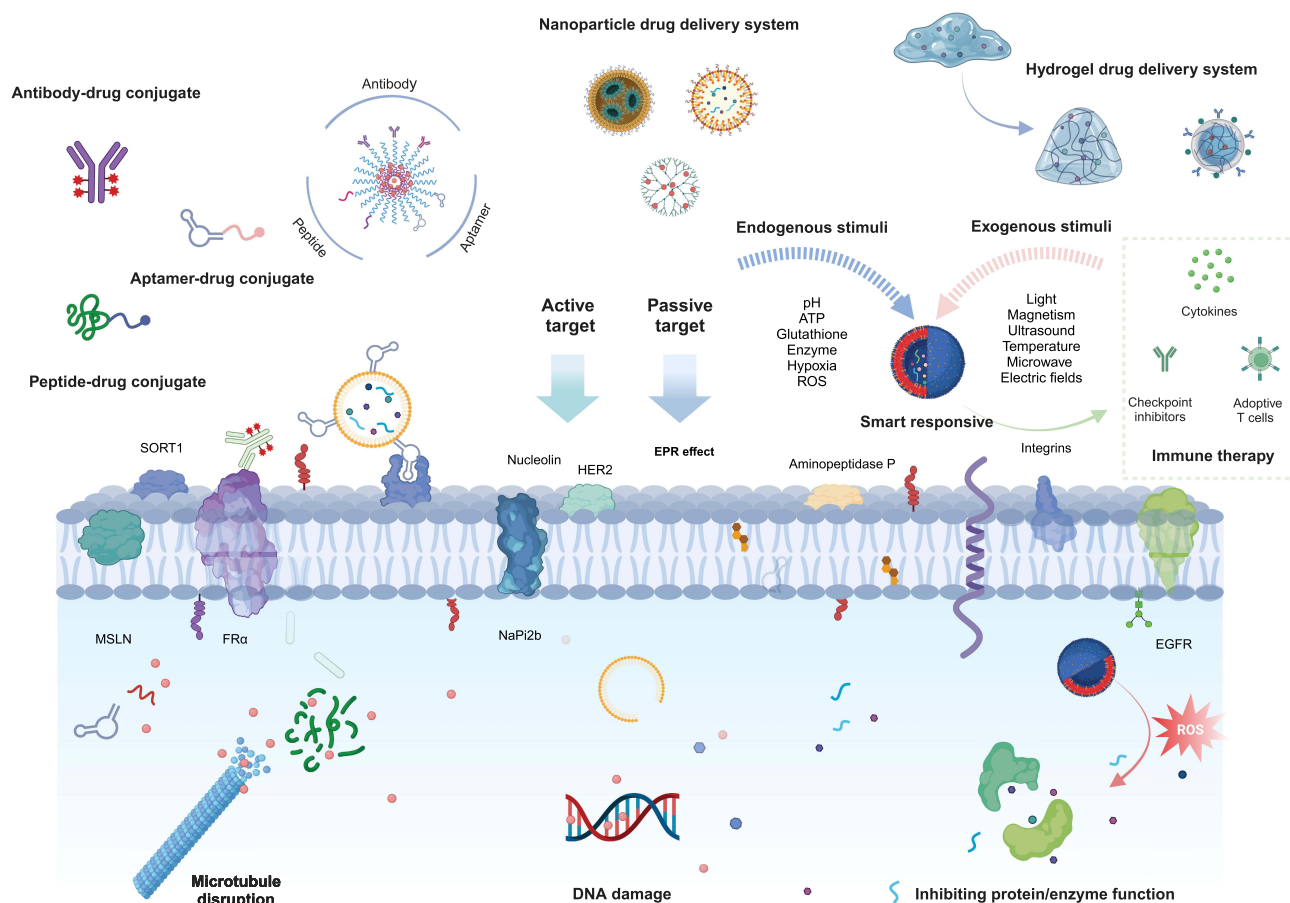 Nanoparticle drug delivery system
Hydrogel drug delivery system
Antibody-drug conjugate
Antibody
Peptide
Aptamer
Aptamer-drug conjugate
Peptide-drug conjugate
Active
target
Passive
target
Endogenous stimuli
Exogenous stimuli
pH
ATP
Glutathione
Enzyme
Hypoxia
ROS
Light
Magnetism
Ultrasound
Temperature
Microwave
Electric fields
Smart responsive
Cytokines
Checkpoint
inhibitors
Adoptive
T cells
Immune therapy
SORT1
Nucleolin
HER2
EPR effect
Aminopeptidase P
Integrins
MSLN
FRα
NaPi2b
EGFR
ROS
Microtubule
disruption
DNA damage
Inhibiting protein/enzyme function